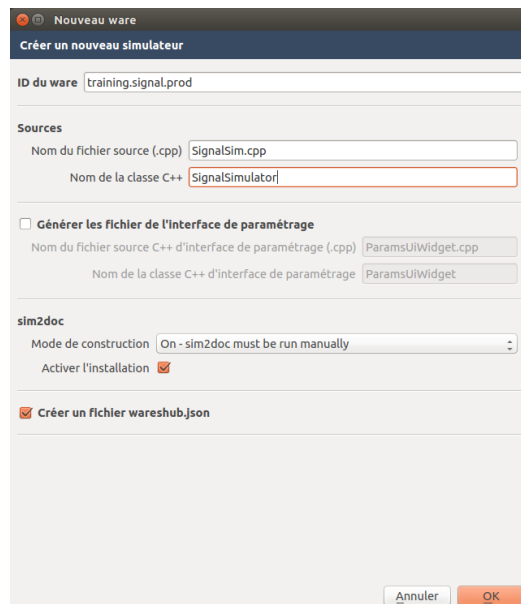 Nouveau ware
Créer un nouveau simulateur
ID du ware training.signal.prod
Sources
Nom du fichier source (.cpp) SignalSim.cpp
Nom de la classe C++ SignalSimulator
Générer les fichier de l'interface de paramétrage
Nom du fichier source C++ d'interface de paramétrage (.cpp) ParamsUiWidget.cpp
Nom de la classe C++ d'interface de paramétrage ParamsUiWidget
sim2doc
Mode de construction On - sim2doc must be run manually
Activer l'installation
Créer un fichier wareshub.json
Annuler OK